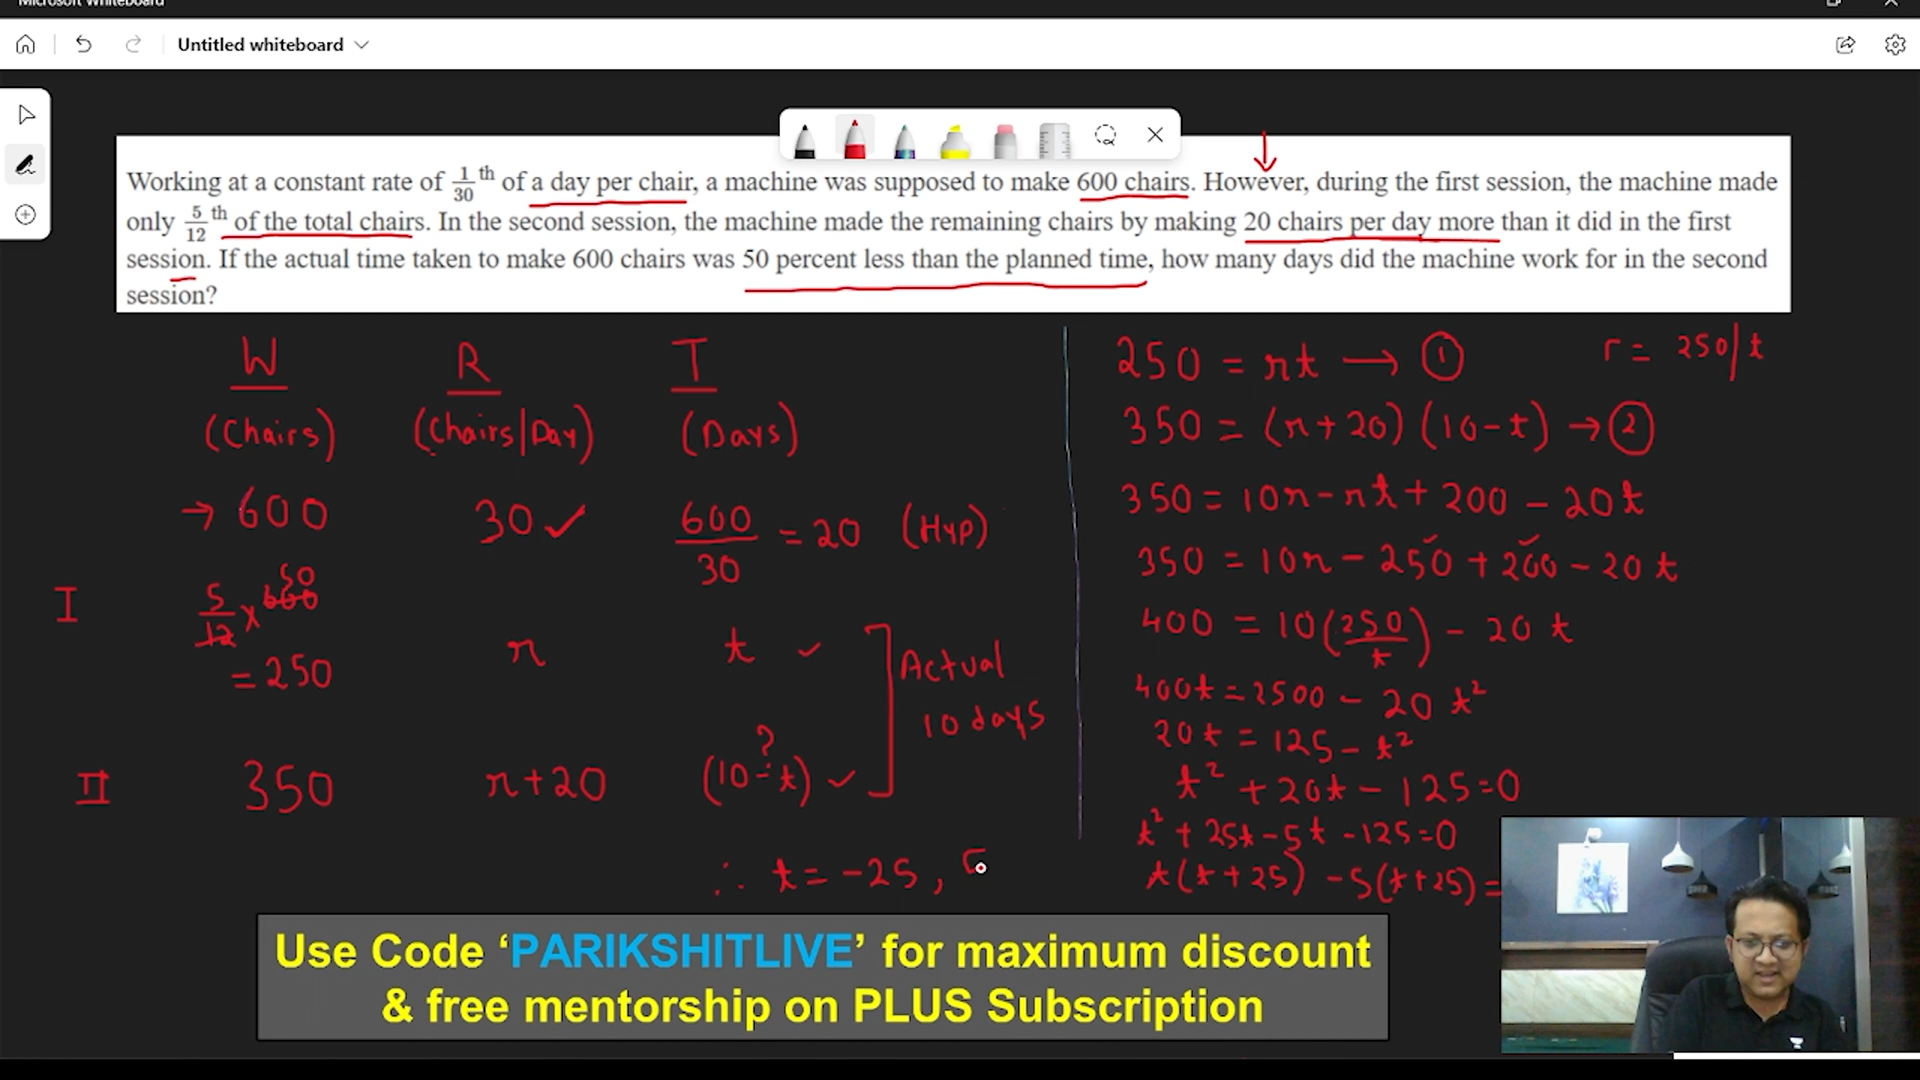 Microsoft Whiteboard
Untitled whiteboard
Working at a constant rate of 1/30 th of a day per chair, a machine was supposed to make 600 chairs. However, during the first session, the machine made
only 5/12 th of the total chairs. In the second session, the machine made the remaining chairs by making 20 chairs per day more than it did in the first
session. If the actual time taken to make 600 chairs was 50 percent less than the planned time, how many days did the machine work for in the second
session?
W R T
(Chairs) (Chairs/Day) (Days)
→ 600 30 ✓ 600/30 = 20 (Hyp)
I 5/12 × 600 50
= 250 r t ✓
Actual
10 days
?
II 350 r+20 (10-t) ✓
∴ t = -25, 5
250 = rt → ① r = 250/t
350 = (r+20) (10-t) → ②
350 = 10r - rt + 200 - 20t
350 = 10r - 250 + 200 - 20t
400 = 10(250/t) - 20t
400t = 2500 - 20t²
20t = 125 - t²
t² + 20t - 125 = 0
t² + 25t - 5t - 125 = 0
t(t+25) - 5(t+25) =
Use Code ‘PARIKSHITLIVE’ for maximum discount
& free mentorship on PLUS Subscription